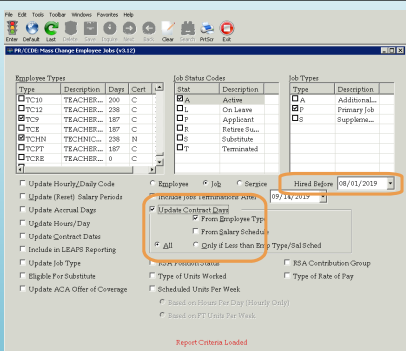 File Edit Toolbar Windows Favorites Help
Enter Default Last Delete Save Inquire Next Back Clear Search PrtScr Exit
PR/CCDE: Mass Change Employee Jobs (v3.12)
Employee Types Job Status Codes Job Types
Type Description Days Cert Stat Description Type Description
TC10 TEACHER... 200 C A Active A Additional...
TC12 TEACHER... 238 C L On Leave P Primary Job
TC9 TEACHER... 187 C P Applicant S Suppleme...
TCE TEACHER... 187 C R Retiree Su...
TCHN TECHNIC... 238 N S Substitute
TCPT TEACHER... 187 C T Terminated
TCRE TEACHER... 0 C
Update Hourly/Daily Code Employee Job Service Hired Before 08/01/2019
Update (Reset) Salary Periods Include Jobs Terminations After 09/14/2019
Update Accrual Days Update Contract Days
Update Hours/Day From Employee Type
Update Contract Dates From Salary Schedule
Include in LEAPS Reporting All Only if Less than Emp Type/Sal Sched
Update Job Type RSA Position Status RSA Contribution Group
Eligible For Substitute Type of Units Worked Type of Rate of Pay
Update ACA Offer of Coverage Scheduled Units Per Week
Based on Hours Per Day (Hourly Only)
Based on FT Units Per Week
Report Criteria Loaded